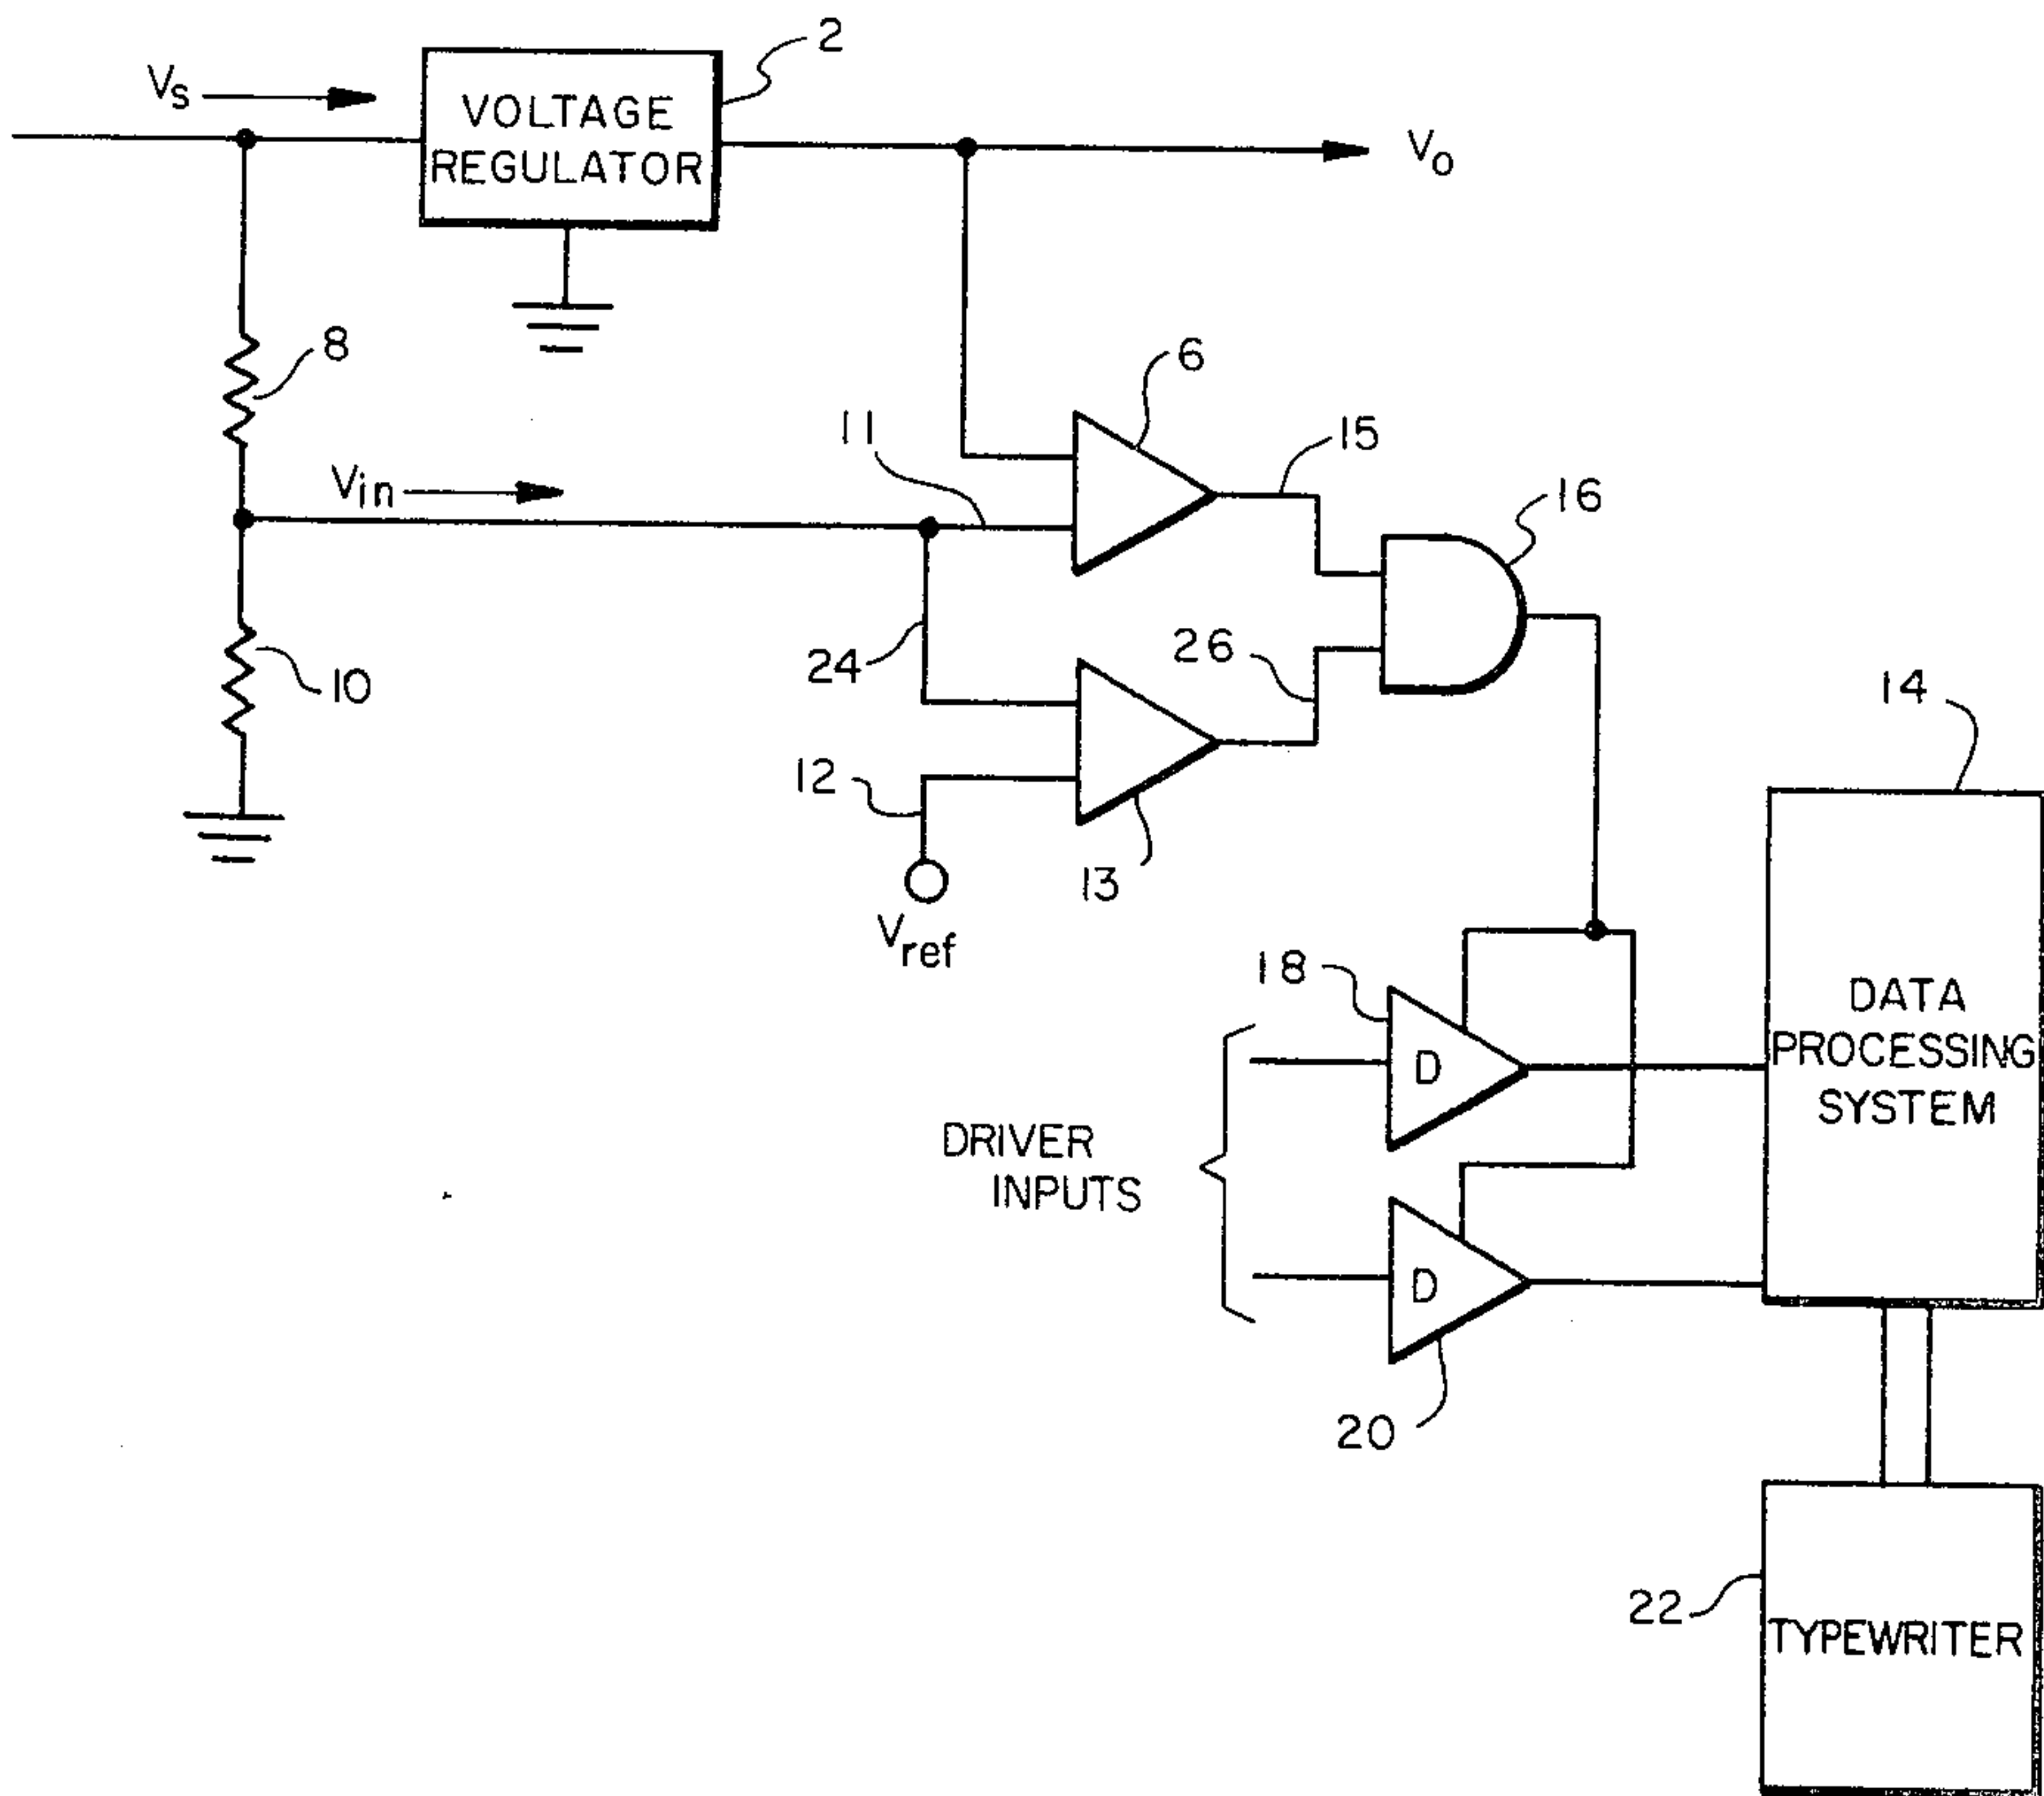 2
Vs
VOLTAGE
REGULATOR
Vo
8
6
11
15
Vin
16
24
26
10
14
12
13
Vref
18
DATA
PROCESSING
SYSTEM
D
DRIVER
INPUTS
D
20
22
TYPEWRITER